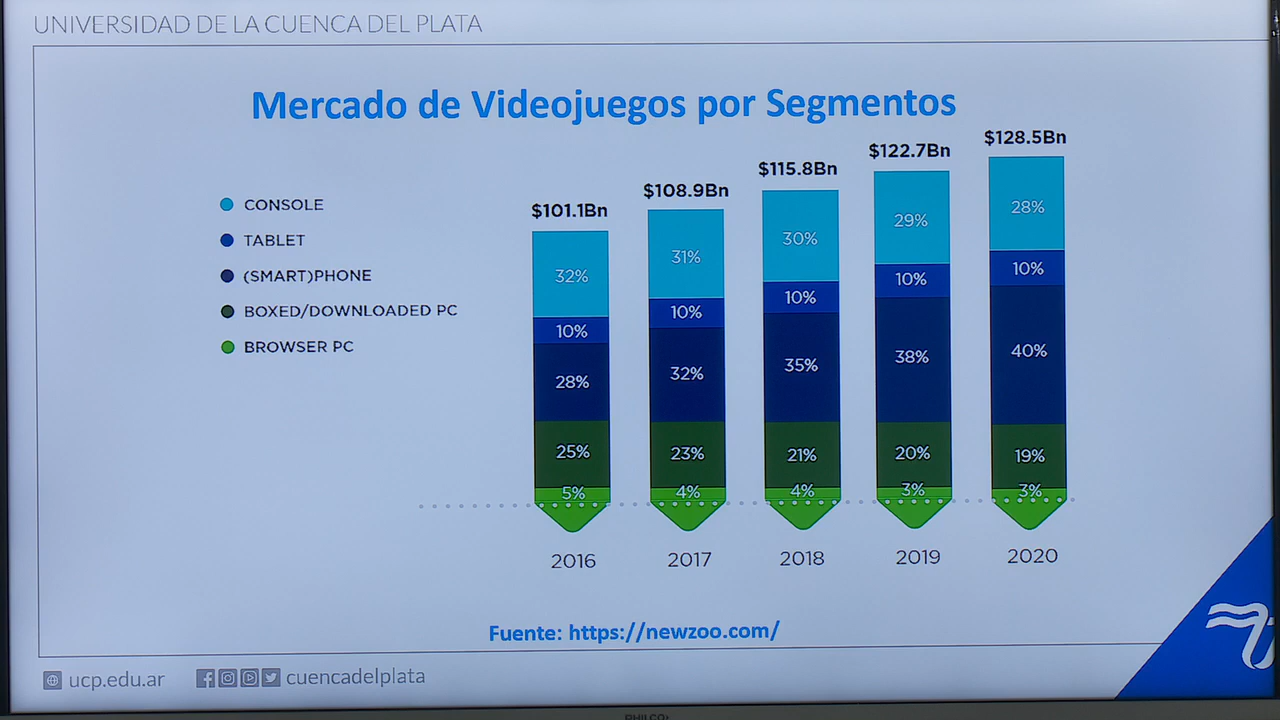 UNIVERSIDAD DE LA CUENCA DEL PLATA
Mercado de Videojuegos por Segmentos
CONSOLE
TABLET
(SMART)PHONE
BOXED/DOWNLOADED PC
BROWSER PC
$101.1Bn
32%
10%
28%
25%
5%
2016
$108.9Bn
31%
10%
32%
23%
4%
2017
$115.8Bn
30%
10%
35%
21%
4%
2018
$122.7Bn
29%
10%
38%
20%
3%
2019
$128.5Bn
28%
10%
40%
19%
3%
2020
Fuente: https://newzoo.com/
ucp.edu.ar cuencadelplata
PHILCO